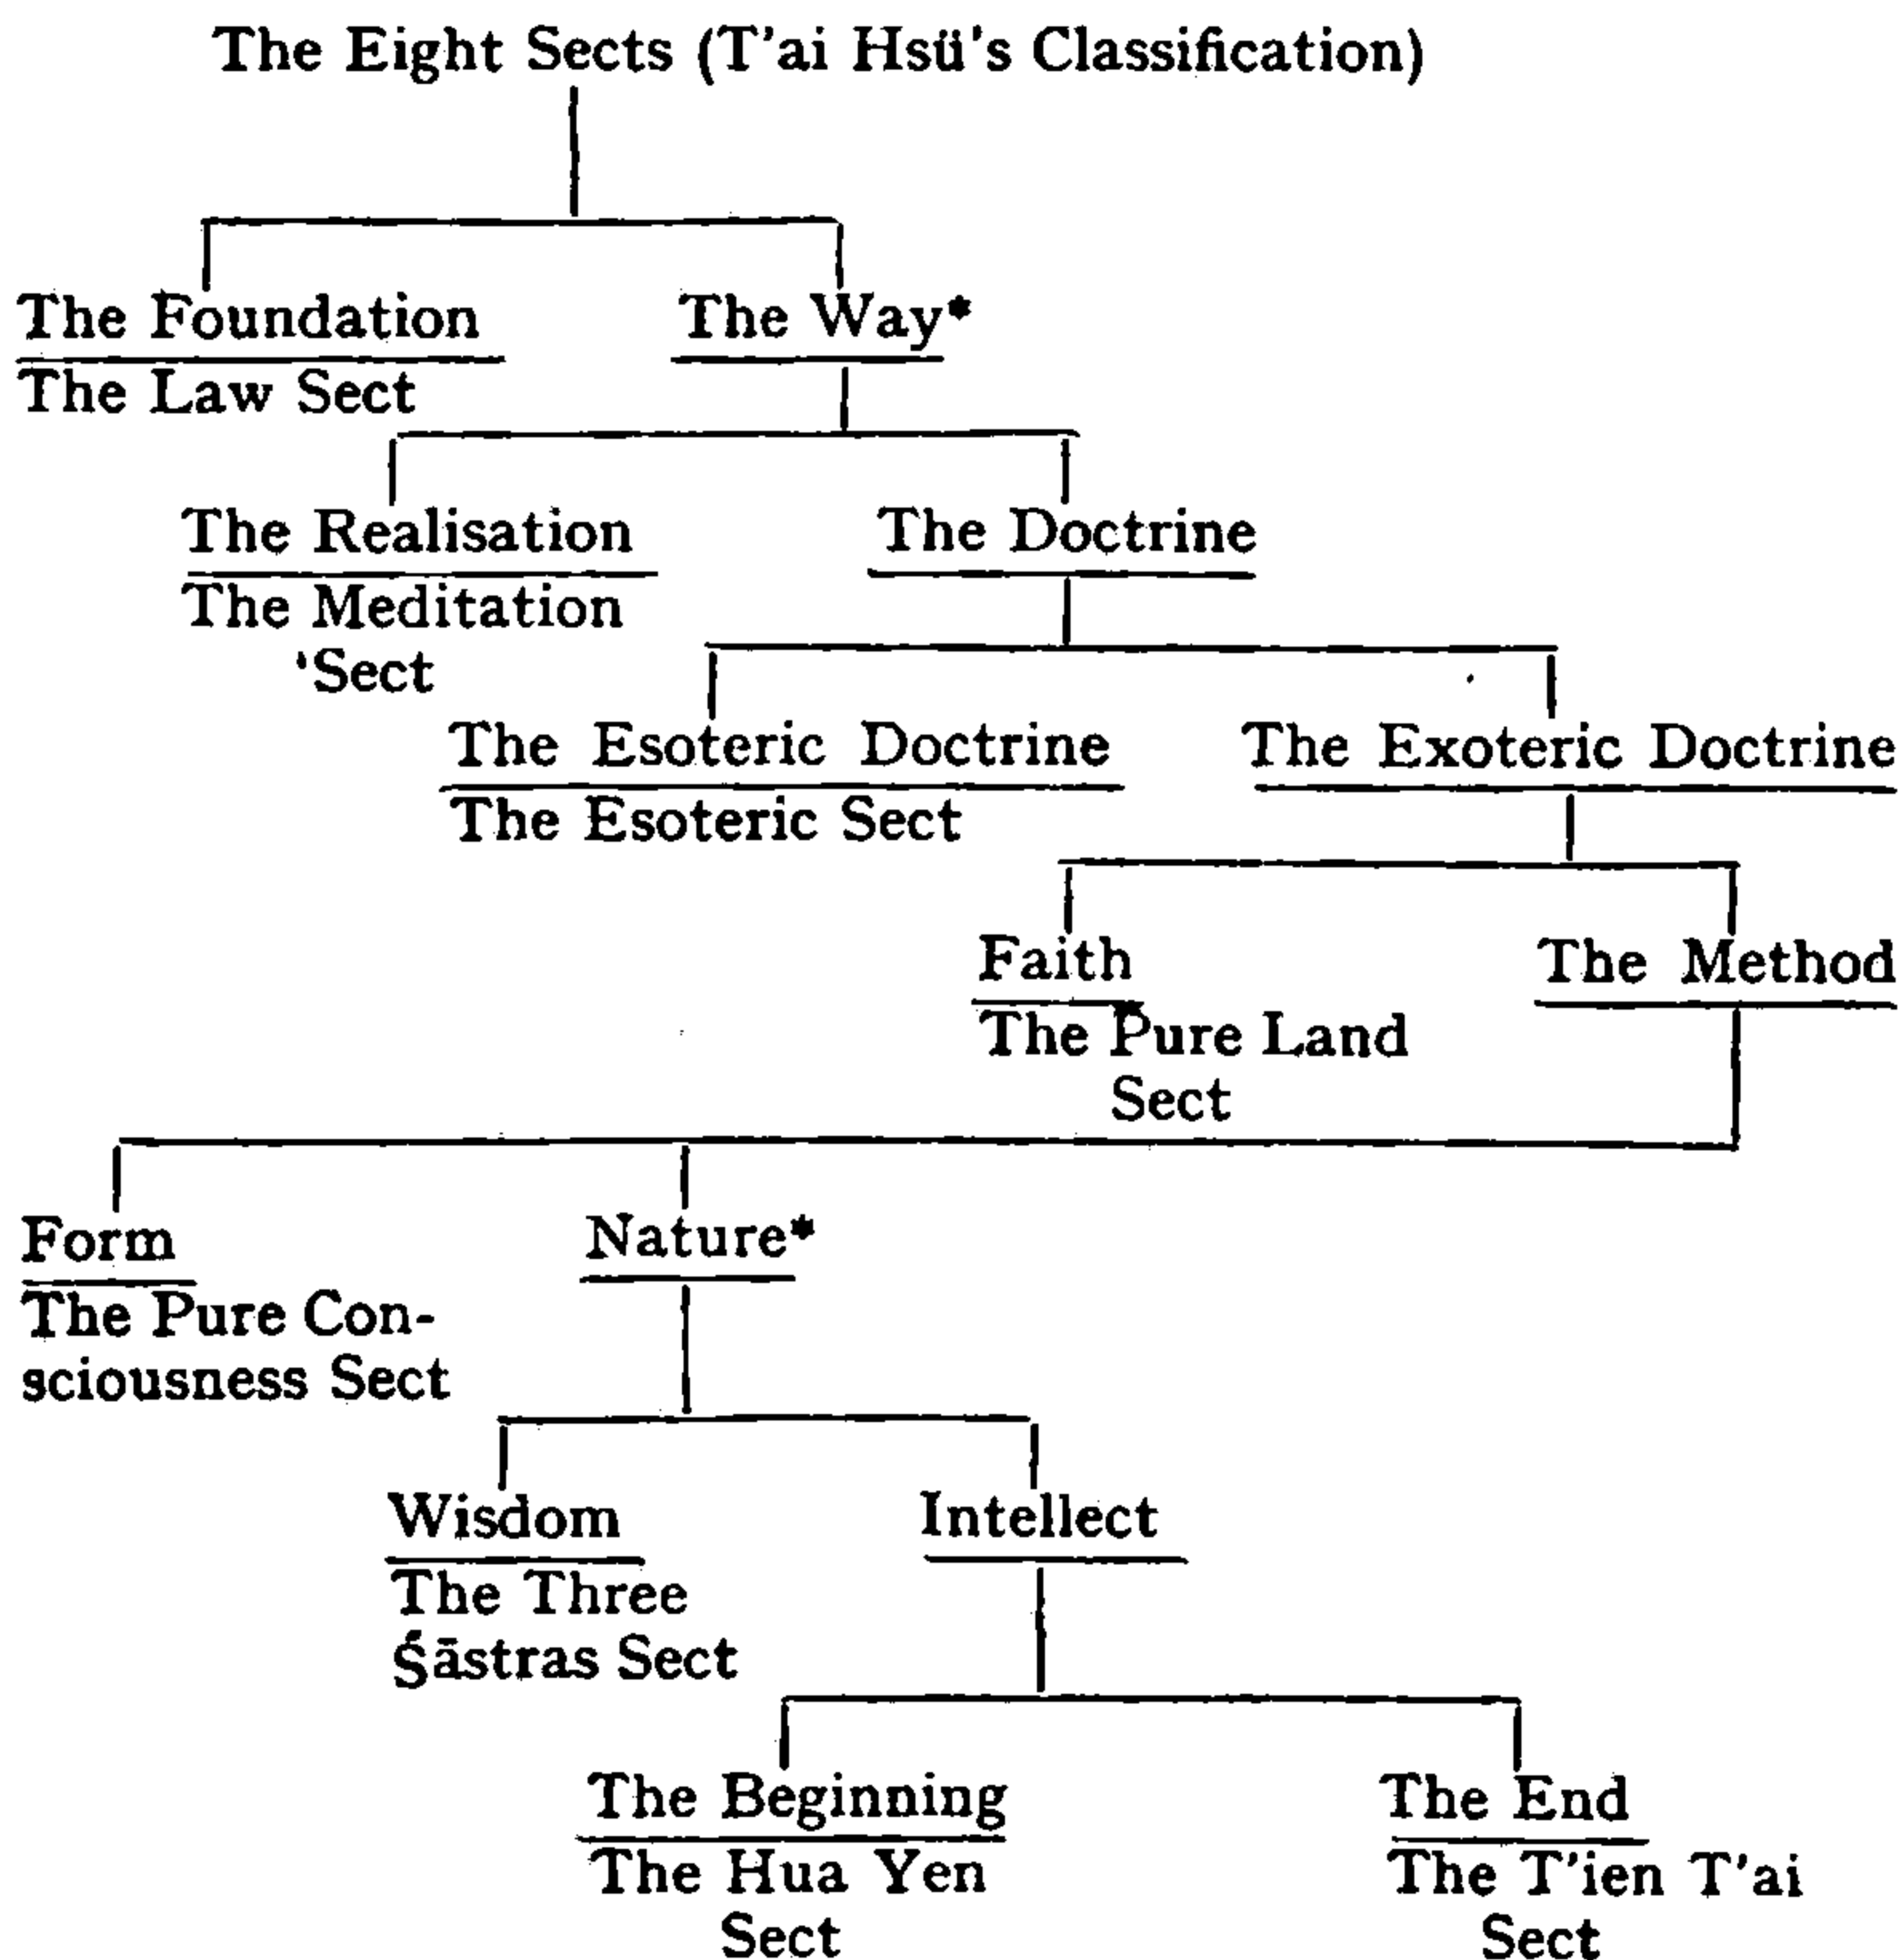 The Eight Sects (T'ai Hsü's Classification)
The Foundation
The Law Sect
The Way*
The Realisation
The Meditation
Sect
The Doctrine
The Esoteric Doctrine
The Esoteric Sect
The Exoteric Doctrine
Faith
The Pure Land
Sect
The Method
Form
The Pure Con-
sciousness Sect
Nature*
Wisdom
The Three
Śāstras Sect
Intellect
The Beginning
The Hua Yen
Sect
The End
The T'ien T'ai
Sect